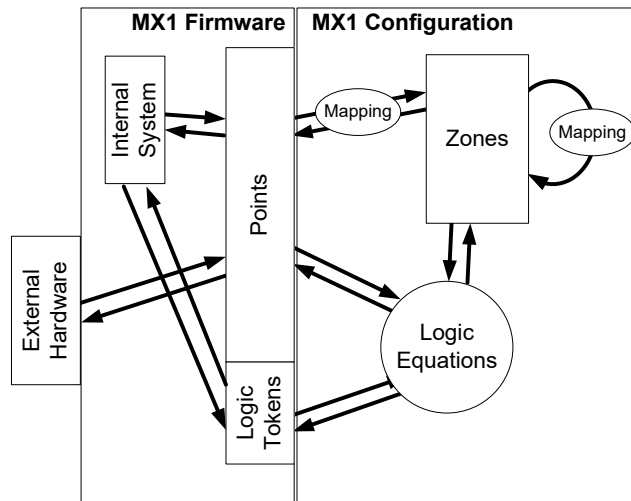 MX1 Firmware
MX1 Configuration
Internal
System
Points
Mapping
Zones
Mapping
External
Hardware
Logic
Equations
Logic
Tokens